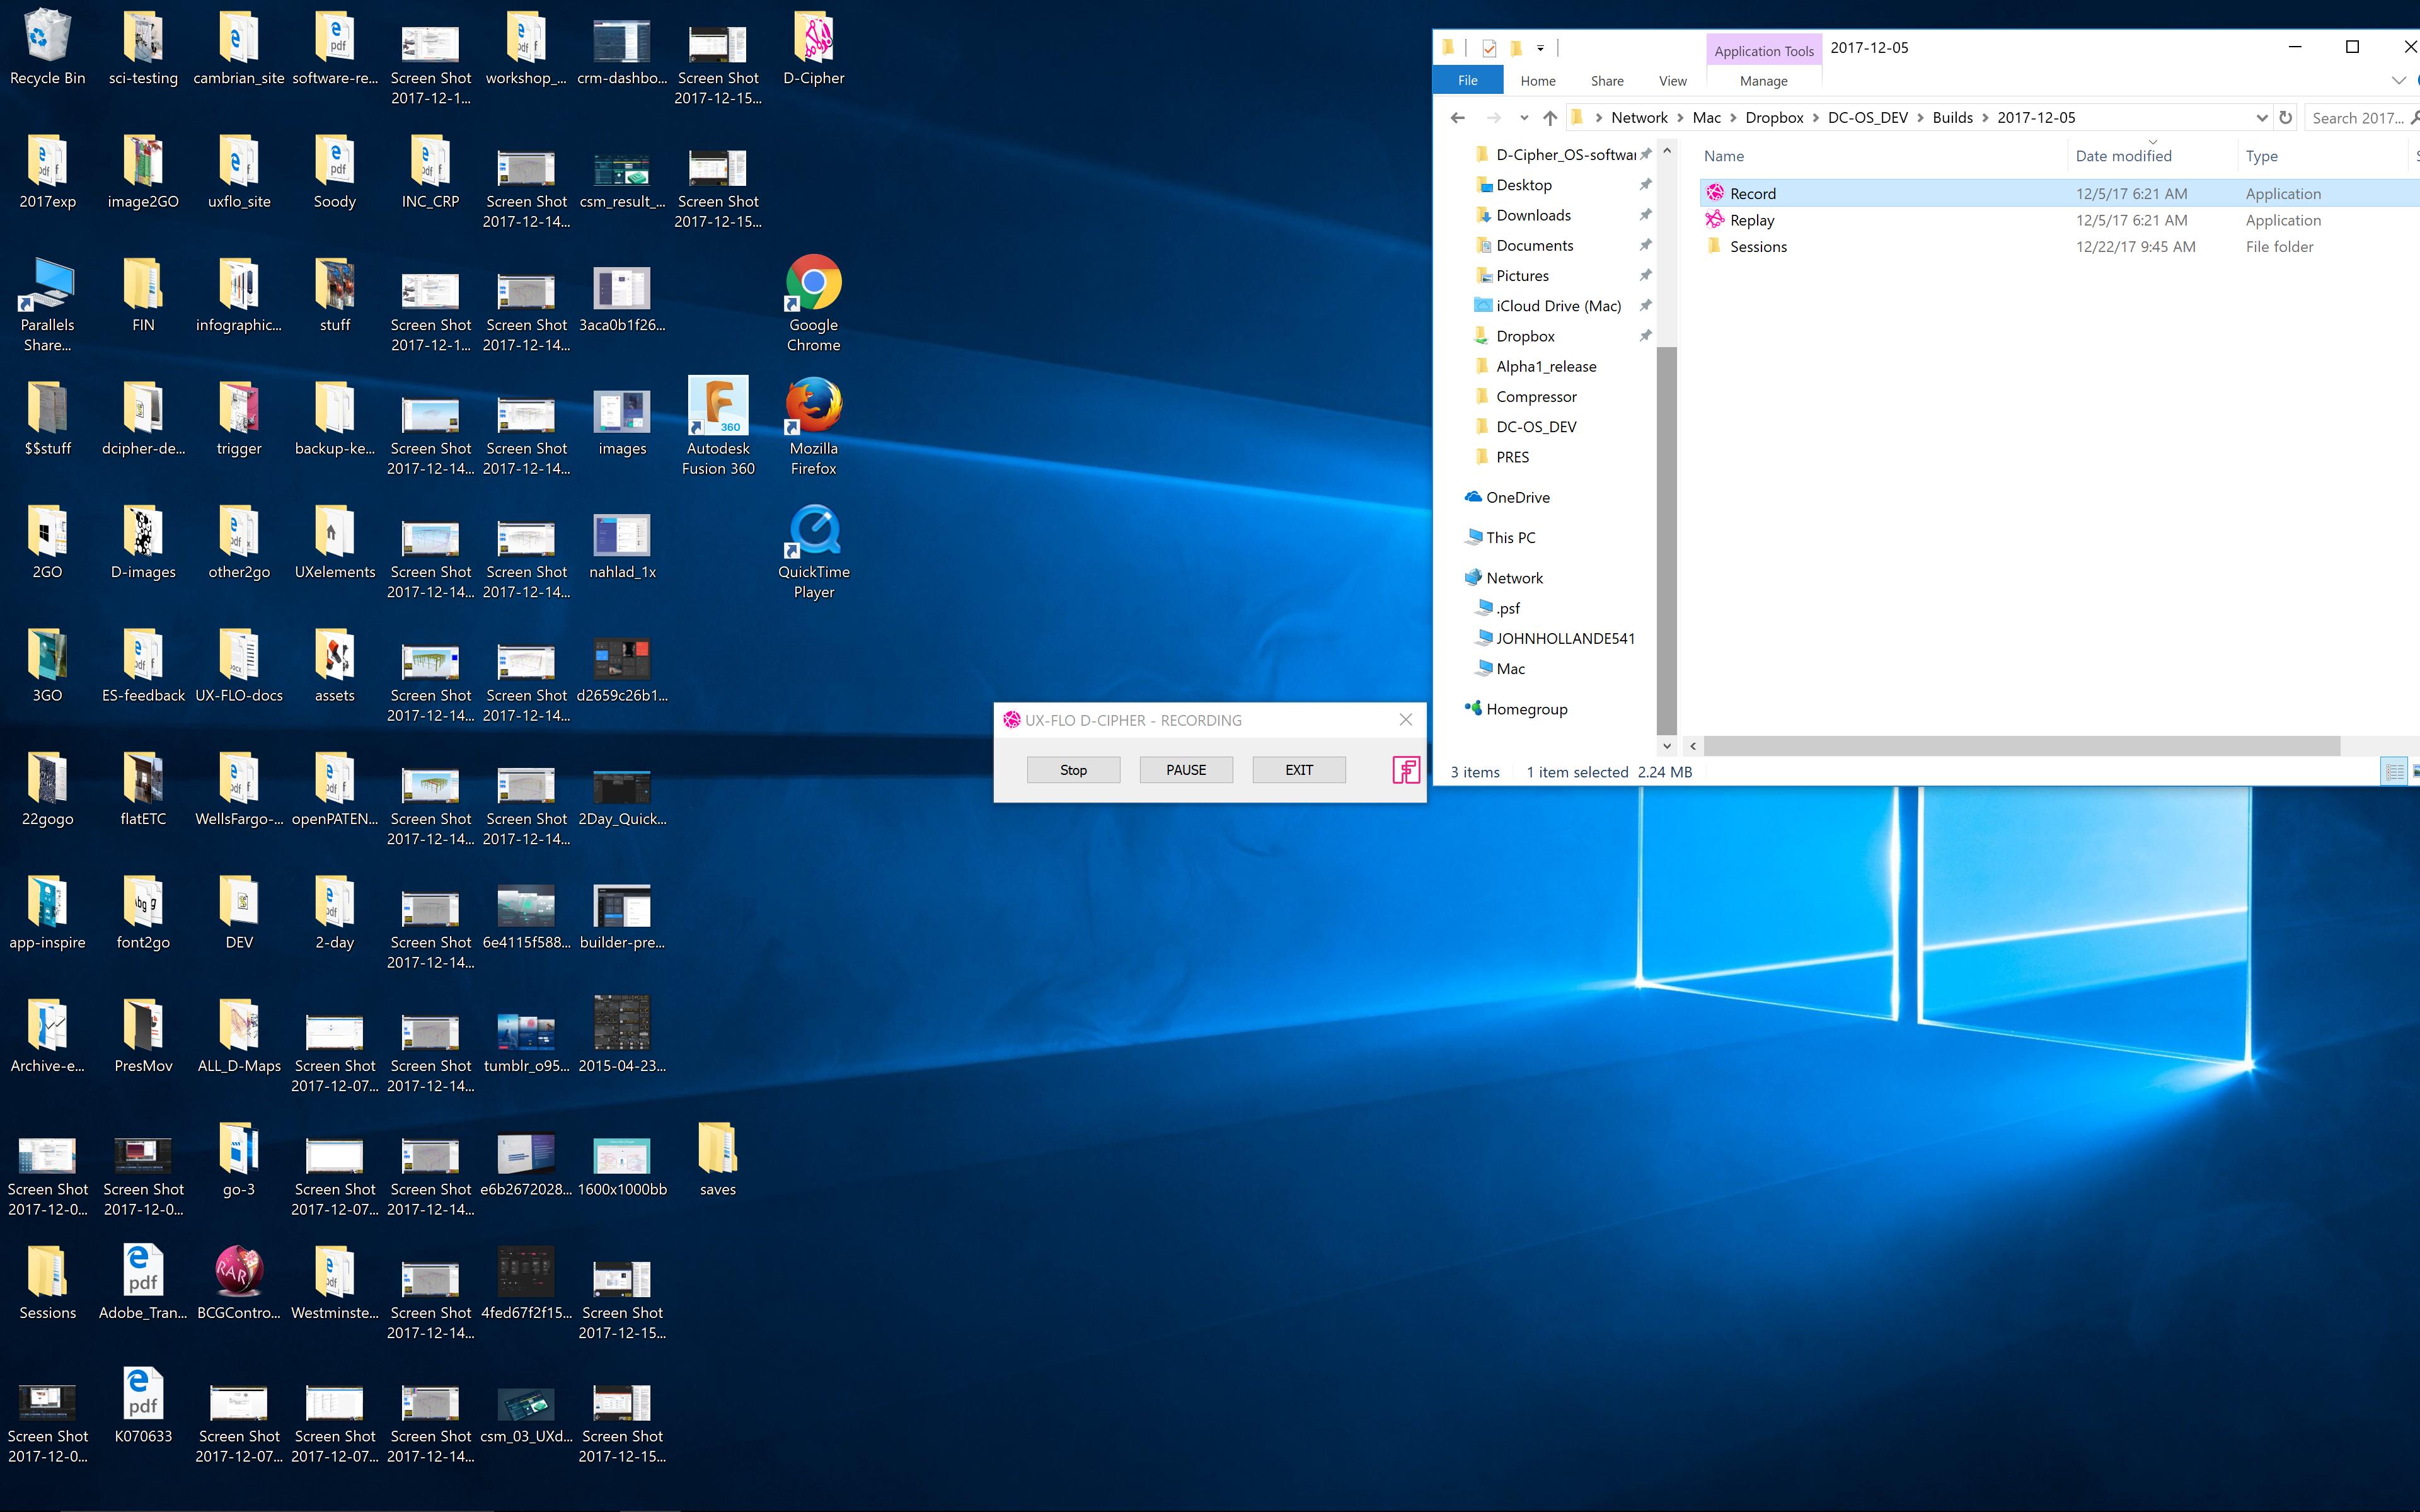 Recycle Bin
sci-testing
cambrian_site
software-re...
Screen Shot
2017-12-1...
workshop_...
crm-dashbo...
Screen Shot
2017-12-15...
D-Cipher
2017exp
image2GO
uxflo_site
Soody
INC_CRP
Screen Shot
2017-12-14...
csm_result_...
Screen Shot
2017-12-15...
Parallels
Share...
FIN
infographic...
stuff
Screen Shot
2017-12-1...
Screen Shot
2017-12-14...
3aca0b1f26...
Google
Chrome
$$stuff
dcipher-de...
trigger
backup-ke...
Screen Shot
2017-12-14...
Screen Shot
2017-12-14...
images
360
Autodesk
Fusion 360
Mozilla
Firefox
2GO
D-images
other2go
UXelements
Screen Shot
2017-12-14...
Screen Shot
2017-12-14...
nahlad_1x
QuickTime
Player
3GO
ES-feedback
UX-FLO-docs
assets
Screen Shot
2017-12-14...
Screen Shot
2017-12-14...
d2659c26b1...
22gogo
flatETC
WellsFargo-...
openPATEN...
Screen Shot
2017-12-14...
Screen Shot
2017-12-14...
2Day_Quick...
app-inspire
font2go
DEV
2-day
Screen Shot
2017-12-14...
6e4115f588...
builder-pre...
Archive-e...
PresMov
ALL_D-Maps
Screen Shot
2017-12-07...
Screen Shot
2017-12-14...
tumblr_o95...
2015-04-23...
Screen Shot
2017-12-0...
Screen Shot
2017-12-0...
go-3
Screen Shot
2017-12-07...
Screen Shot
2017-12-14...
e6b2672028...
1600x1000bb
saves
Sessions
pdf
Adobe_Tran...
RAR
BCGContro...
Westminste...
Screen Shot
2017-12-14...
4fed67f2f15...
Screen Shot
2017-12-15...
Screen Shot
2017-12-0...
pdf
K070633
Screen Shot
2017-12-07...
Screen Shot
2017-12-07...
Screen Shot
2017-12-14...
csm_03_UXd...
Screen Shot
2017-12-15...
UX-FLO D-CIPHER - RECORDING
Stop PAUSE EXIT
Application Tools 2017-12-05
File Home Share View Manage
Network Mac Dropbox DC-OS_DEV Builds 2017-12-05
Search 2017...
D-Cipher_OS-softwar
Desktop
Downloads
Documents
Pictures
iCloud Drive (Mac)
Dropbox
Alpha1_release
Compressor
DC-OS_DEV
PRES
OneDrive
This PC
Network
.psf
JOHNHOLLANDE541
Mac
Homegroup
Name Date modified Type
Record 12/5/17 6:21 AM Application
Replay 12/5/17 6:21 AM Application
Sessions 12/22/17 9:45 AM File folder
3 items 1 item selected 2.24 MB